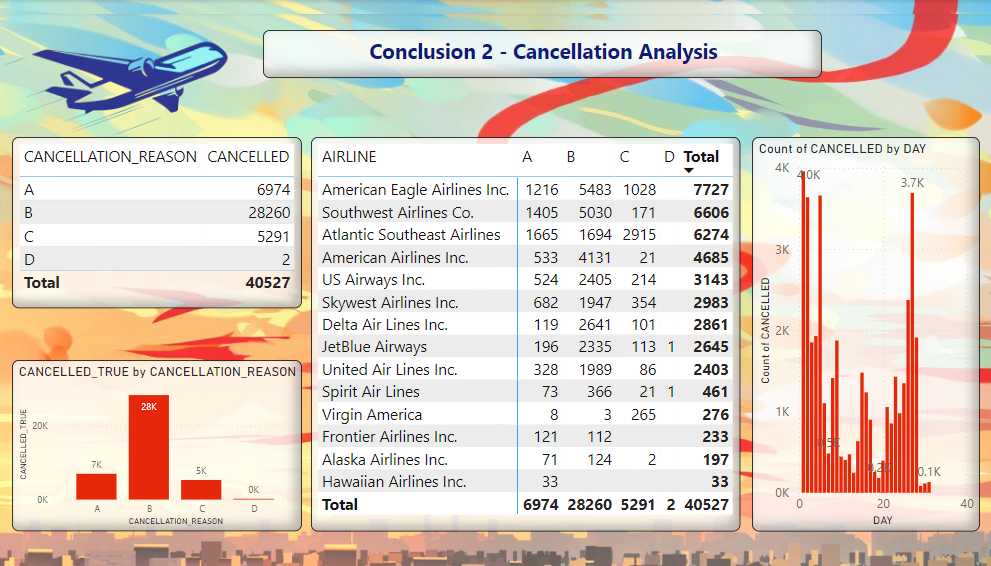 Conclusion 2 - Cancellation Analysis
CANCELLATION_REASON CANCELLED
A 6974
B 28260
C 5291
D 2
Total 40527
CANCELLED_TRUE by CANCELLATION_REASON
CANCELLED_TRUE
20K
0K
7K
28K
5K
0K
A B C D
CANCELLATION_REASON
AIRLINE A B C D Total
American Eagle Airlines Inc. 1216 5483 1028 7727
Southwest Airlines Co. 1405 5030 171 6606
Atlantic Southeast Airlines 1665 1694 2915 6274
American Airlines Inc. 533 4131 21 4685
US Airways Inc. 524 2405 214 3143
Skywest Airlines Inc. 682 1947 354 2983
Delta Air Lines Inc. 119 2641 101 2861
JetBlue Airways 196 2335 113 1 2645
United Air Lines Inc. 328 1989 86 2403
Spirit Air Lines 73 366 21 1 461
Virgin America 8 3 265 276
Frontier Airlines Inc. 121 112 233
Alaska Airlines Inc. 71 124 2 197
Hawaiian Airlines Inc. 33 33
Total 6974 28260 5291 2 40527
Count of CANCELLED by DAY
Count of CANCELLED
4K
3K
2K
1K
0K
4.0K
3.7K
0.5K
0.2K
0.1K
0 20 40
DAY